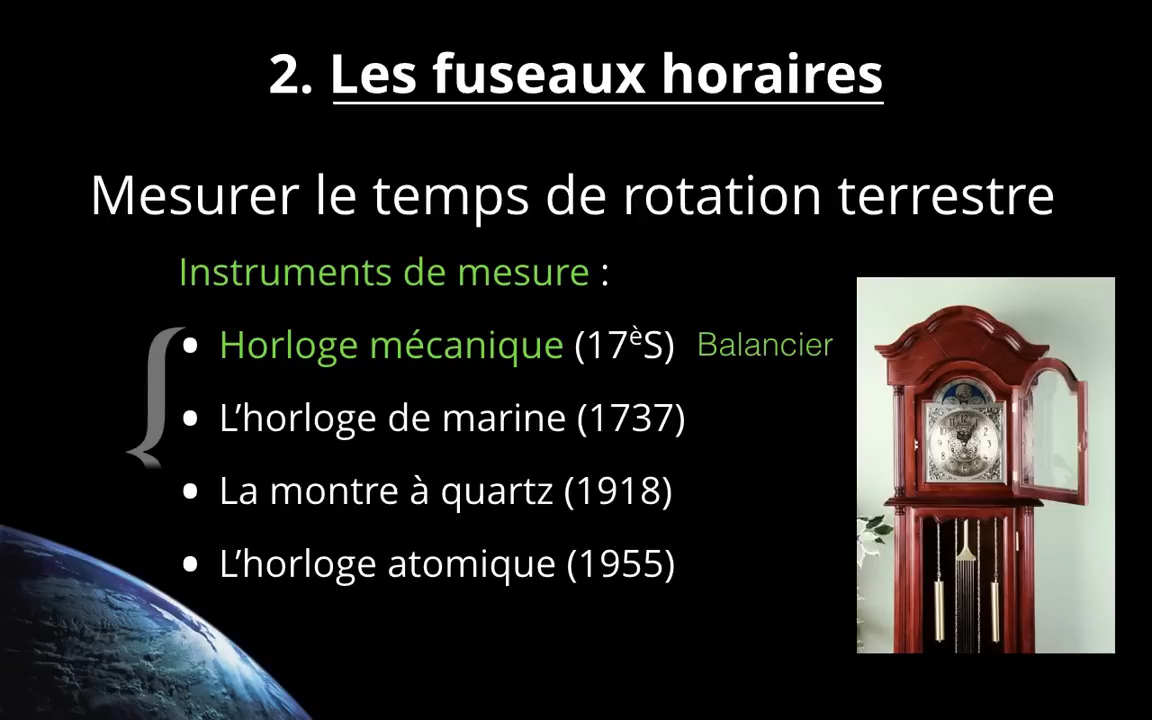 2. Les fuseaux horaires
Mesurer le temps de rotation terrestre
Instruments de mesure :
• Horloge mécanique (17èS) Balancier
• L’horloge de marine (1737)
• La montre à quartz (1918)
• L’horloge atomique (1955)